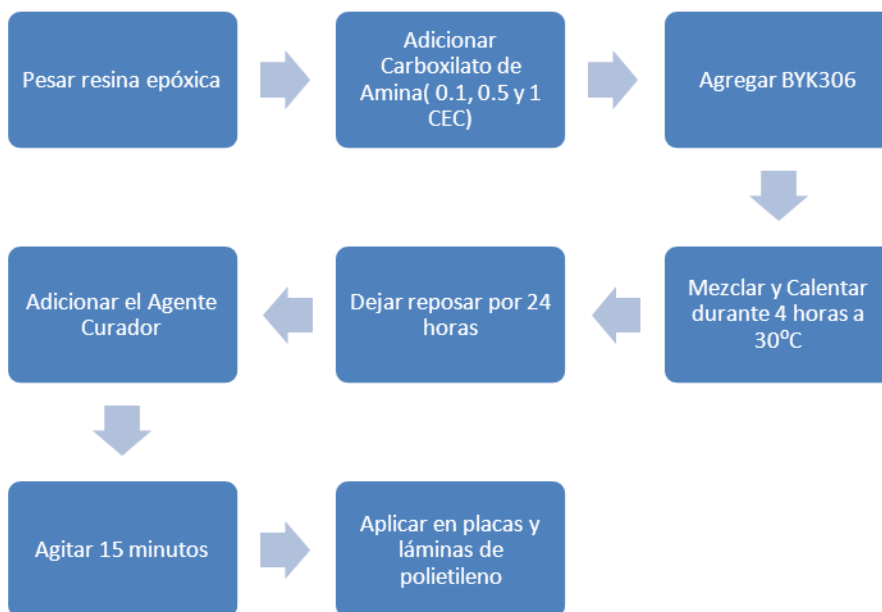 Pesar resina epóxica
Adicionar
Carboxilato de
Amina( 0.1, 0.5 y 1
CEC)
Agregar BYK306
Mezclar y Calentar
durante 4 horas a
30⁰C
Dejar reposar por 24
horas
Adicionar el Agente
Curador
Agitar 15 minutos
Aplicar en placas y
láminas de
polietileno